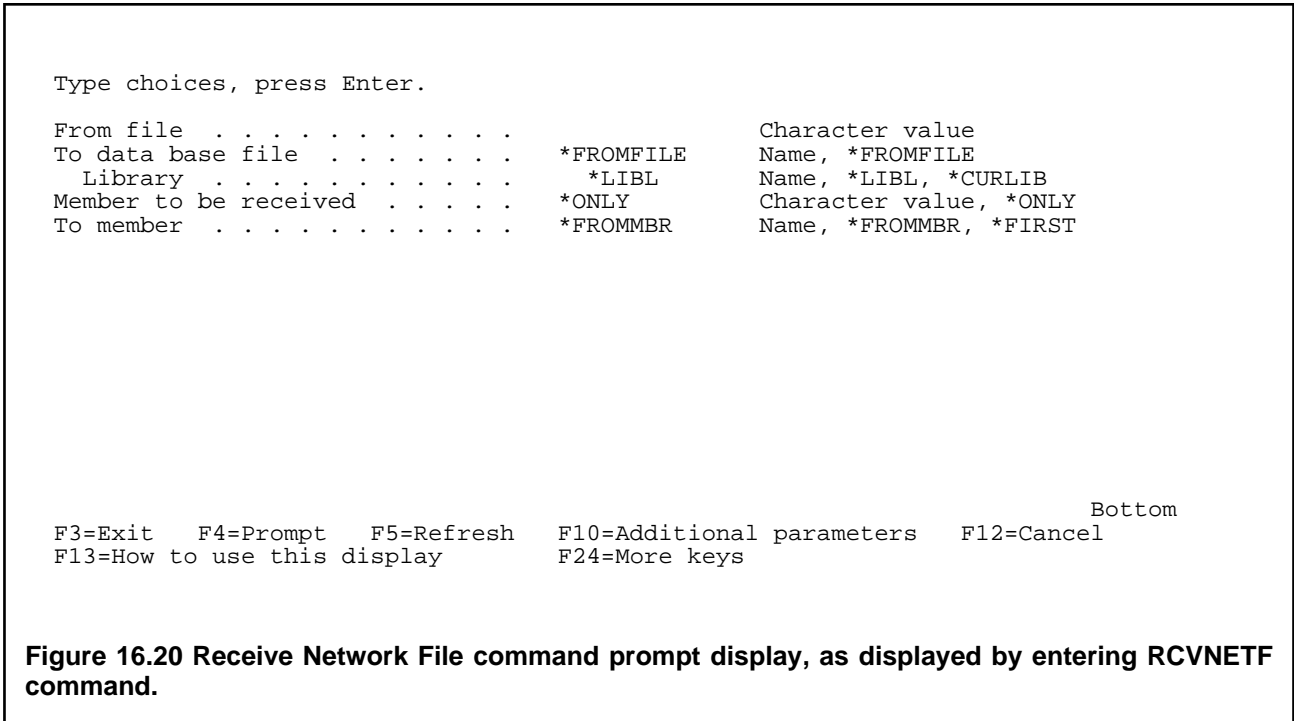 Type choices, press Enter.
From file . . . . . . . . . . . Character value
To data base file . . . . . . . *FROMFILE Name, *FROMFILE
Library . . . . . . . . . . . *LIBL Name, *LIBL, *CURLIB
Member to be received . . . . . *ONLY Character value, *ONLY
To member . . . . . . . . . . . *FROMMBR Name, *FROMMBR, *FIRST
Bottom
F3=Exit F4=Prompt F5=Refresh F10=Additional parameters F12=Cancel
F13=How to use this display F24=More keys
Figure 16.20 Receive Network File command prompt display, as displayed by entering RCVNETF
command.